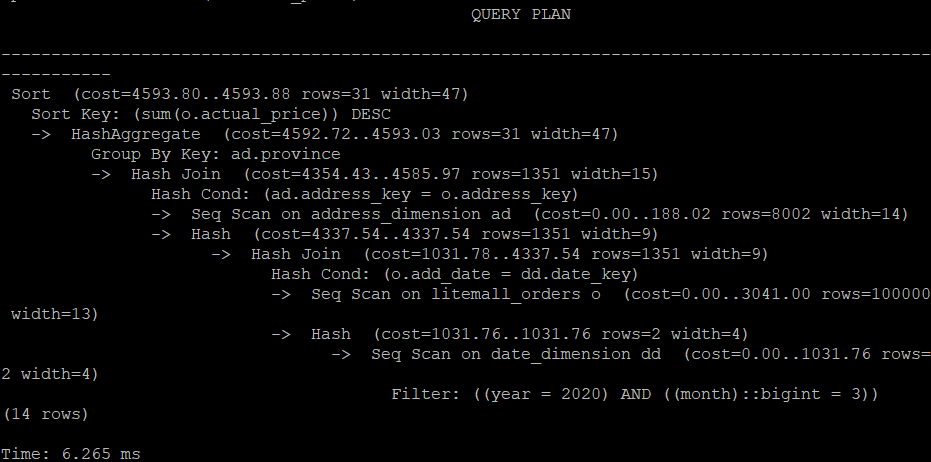 QUERY PLAN
---------------------------------------------------------------------------------------------
-----------
Sort  (cost=4593.80..4593.88 rows=31 width=47)
Sort Key: (sum(o.actual_price)) DESC
->  HashAggregate  (cost=4592.72..4593.03 rows=31 width=47)
Group By Key: ad.province
->  Hash Join  (cost=4354.43..4585.97 rows=1351 width=15)
Hash Cond: (ad.address_key = o.address_key)
->  Seq Scan on address_dimension ad  (cost=0.00..188.02 rows=8002 width=14)
->  Hash  (cost=4337.54..4337.54 rows=1351 width=9)
->  Hash Join  (cost=1031.78..4337.54 rows=1351 width=9)
Hash Cond: (o.add_date = dd.date_key)
->  Seq Scan on litemall_orders o  (cost=0.00..3041.00 rows=100000
width=13)
->  Hash  (cost=1031.76..1031.76 rows=2 width=4)
->  Seq Scan on date_dimension dd  (cost=0.00..1031.76 rows=
2 width=4)
Filter: ((year = 2020) AND ((month)::bigint = 3))
(14 rows)
Time: 6.265 ms